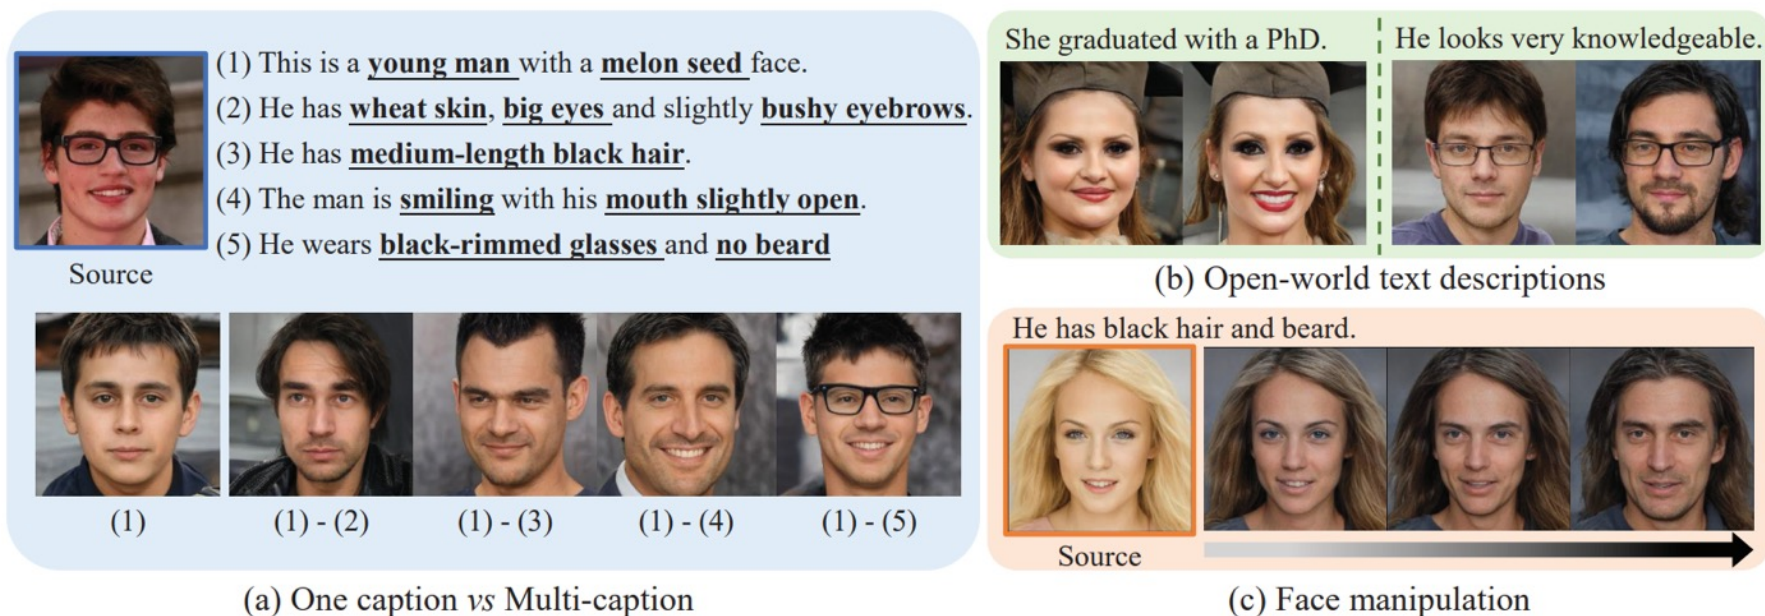 (1) This is a young man with a melon seed face.
(2) He has wheat skin, big eyes and slightly bushy eyebrows.
(3) He has medium-length black hair.
(4) The man is smiling with his mouth slightly open.
(5) He wears black-rimmed glasses and no beard
Source
(1) (1) - (2) (1) - (3) (1) - (4) (1) - (5)
(a) One caption vs Multi-caption
She graduated with a PhD. He looks very knowledgeable.
(b) Open-world text descriptions
He has black hair and beard.
Source
(c) Face manipulation